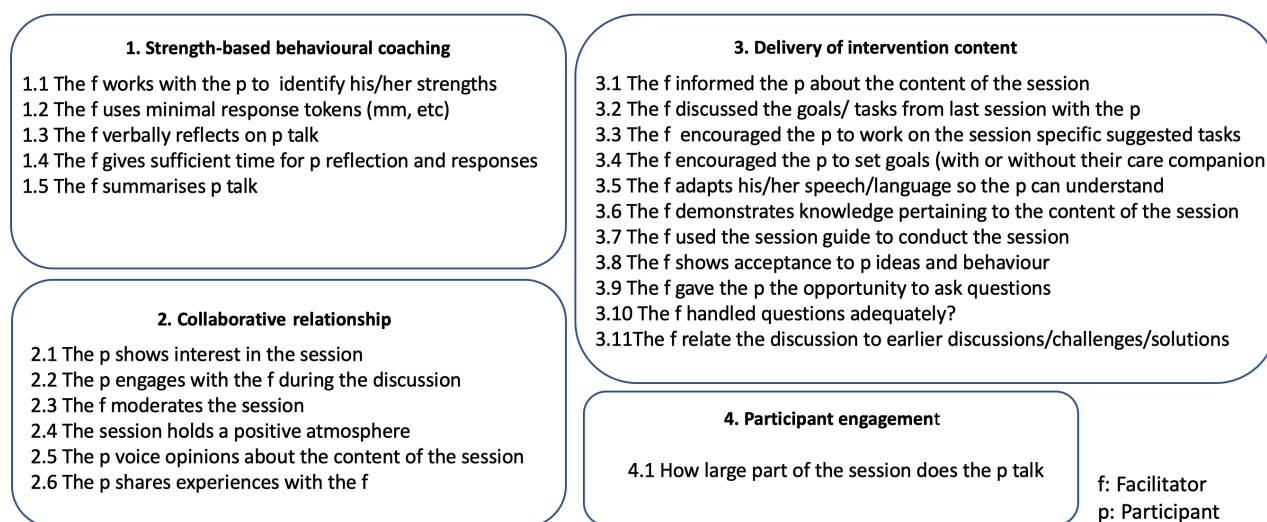 1. Strength-based behavioural coaching
1.1 The f works with the p to identify his/her strengths
1.2 The f uses minimal response tokens (mm, etc)
1.3 The f verbally reflects on p talk
1.4 The f gives sufficient time for p reflection and responses
1.5 The f summarises p talk
2. Collaborative relationship
2.1 The p shows interest in the session
2.2 The p engages with the f during the discussion
2.3 The f moderates the session
2.4 The session holds a positive atmosphere
2.5 The p voice opinions about the content of the session
2.6 The p shares experiences with the f
3. Delivery of intervention content
3.1 The f informed the p about the content of the session
3.2 The f discussed the goals/ tasks from last session with the p
3.3 The f encouraged the p to work on the session specific suggested tasks
3.4 The f encouraged the p to set goals (with or without their care companion
3.5 The f adapts his/her speech/language so the p can understand
3.6 The f demonstrates knowledge pertaining to the content of the session
3.7 The f used the session guide to conduct the session
3.8 The f shows acceptance to p ideas and behaviour
3.9 The f gave the p the opportunity to ask questions
3.10 The f handled questions adequately?
3.11The f relate the discussion to earlier discussions/challenges/solutions
4. Participant engagement
4.1 How large part of the session does the p talk
f: Facilitator
p: Participant